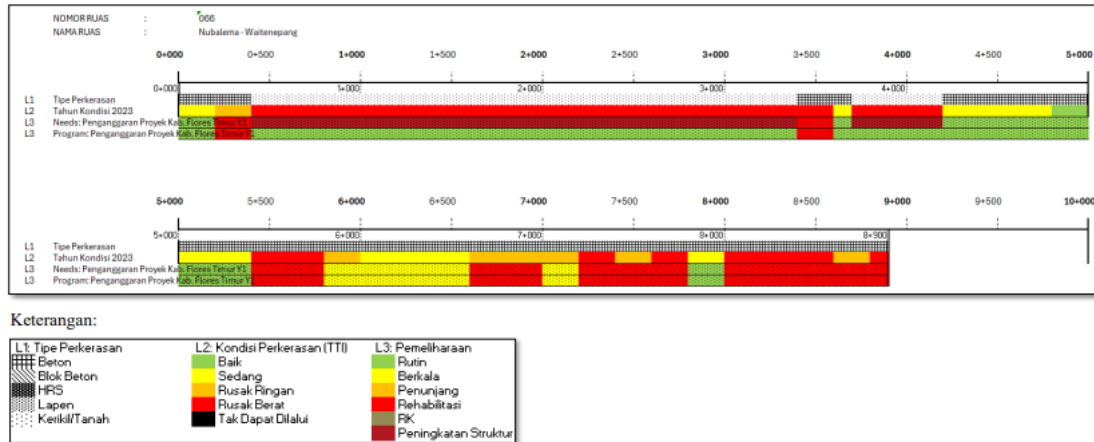 NOMOR RUAS : 066
NAMA RUAS : Nubalema - Waitenepang
0+000 0+500 1+000 1+500 2+000 2+500 3+000 3+500 4+000 4+500 5+000
0+000 1+000 2+000 3+000 4+000
L1 Tipe Perkerasan
L2 Tahun Kondisi 2023
L3 Needs: Penganggaran Proyek Kab. Flores Timur Y1
L3 Program: Penganggaran Proyek Kab. Flores Timur Y1
5+000 5+500 6+000 6+500 7+000 7+500 8+000 8+500 9+000 9+500 10+000
5+000 6+000 7+000 8+000 8+900
L1 Tipe Perkerasan
L2 Tahun Kondisi 2023
L3 Needs: Penganggaran Proyek Kab. Flores Timur Y1
L3 Program: Penganggaran Proyek Kab. Flores Timur Y1
Keterangan:
L1: Tipe Perkerasan L2: Kondisi Perkerasan (TTI) L3: Pemeliharaan
Beton Baik Rutin
Blok Beton Sedang Berkala
HRS Rusak Ringan Penunjang
Lapen Rusak Berat Rehabilitasi
Kerikil/Tanah Tak Dapat Dilalui RK
Peningkatan Struktur